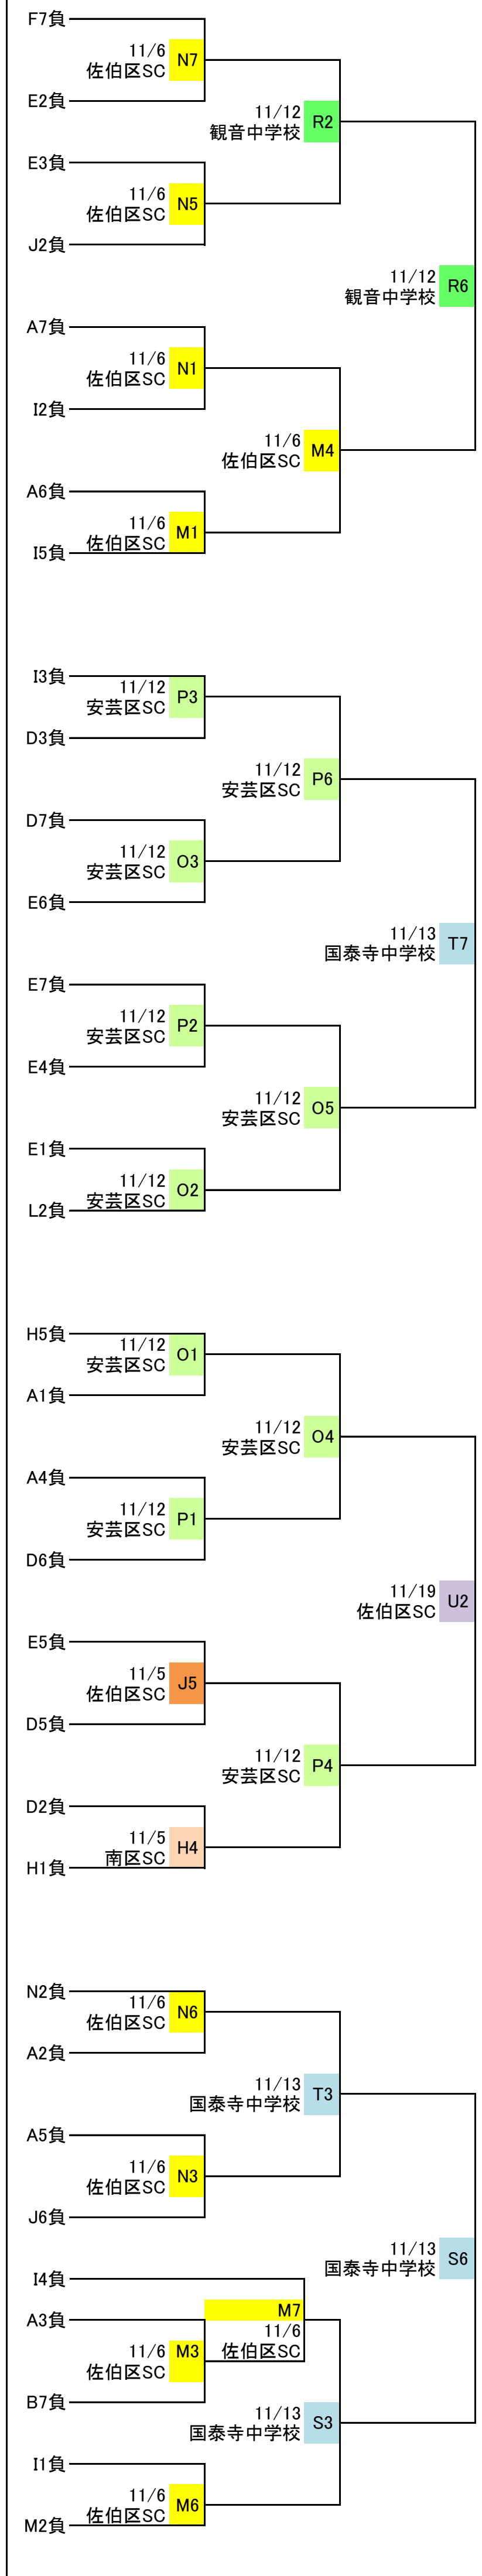 F7負
11/6
佐伯区SC
N7
E2負
11/12
観音中学校
R2
E3負
11/6
佐伯区SC
N5
J2負
11/12
観音中学校
R6
A7負
11/6
佐伯区SC
N1
I2負
11/6
佐伯区SC
M4
A6負
11/6
佐伯区SC
M1
I5負
I3負
11/12
安芸区SC
P3
D3負
11/12
安芸区SC
P6
D7負
11/12
安芸区SC
O3
E6負
11/13
国泰寺中学校
T7
E7負
11/12
安芸区SC
P2
E4負
11/12
安芸区SC
O5
E1負
11/12
安芸区SC
O2
L2負
H5負
11/12
安芸区SC
O1
A1負
11/12
安芸区SC
O4
A4負
11/12
安芸区SC
P1
D6負
11/19
佐伯区SC
U2
E5負
11/5
佐伯区SC
J5
D5負
11/12
安芸区SC
P4
D2負
11/5
南区SC
H4
H1負
N2負
11/6
佐伯区SC
N6
A2負
11/13
国泰寺中学校
T3
A5負
11/6
佐伯区SC
N3
J6負
11/13
国泰寺中学校
S6
I4負
M7
11/6
佐伯区SC
A3負
11/6
佐伯区SC
M3
B7負
11/13
国泰寺中学校
S3
I1負
11/6
佐伯区SC
M6
M2負